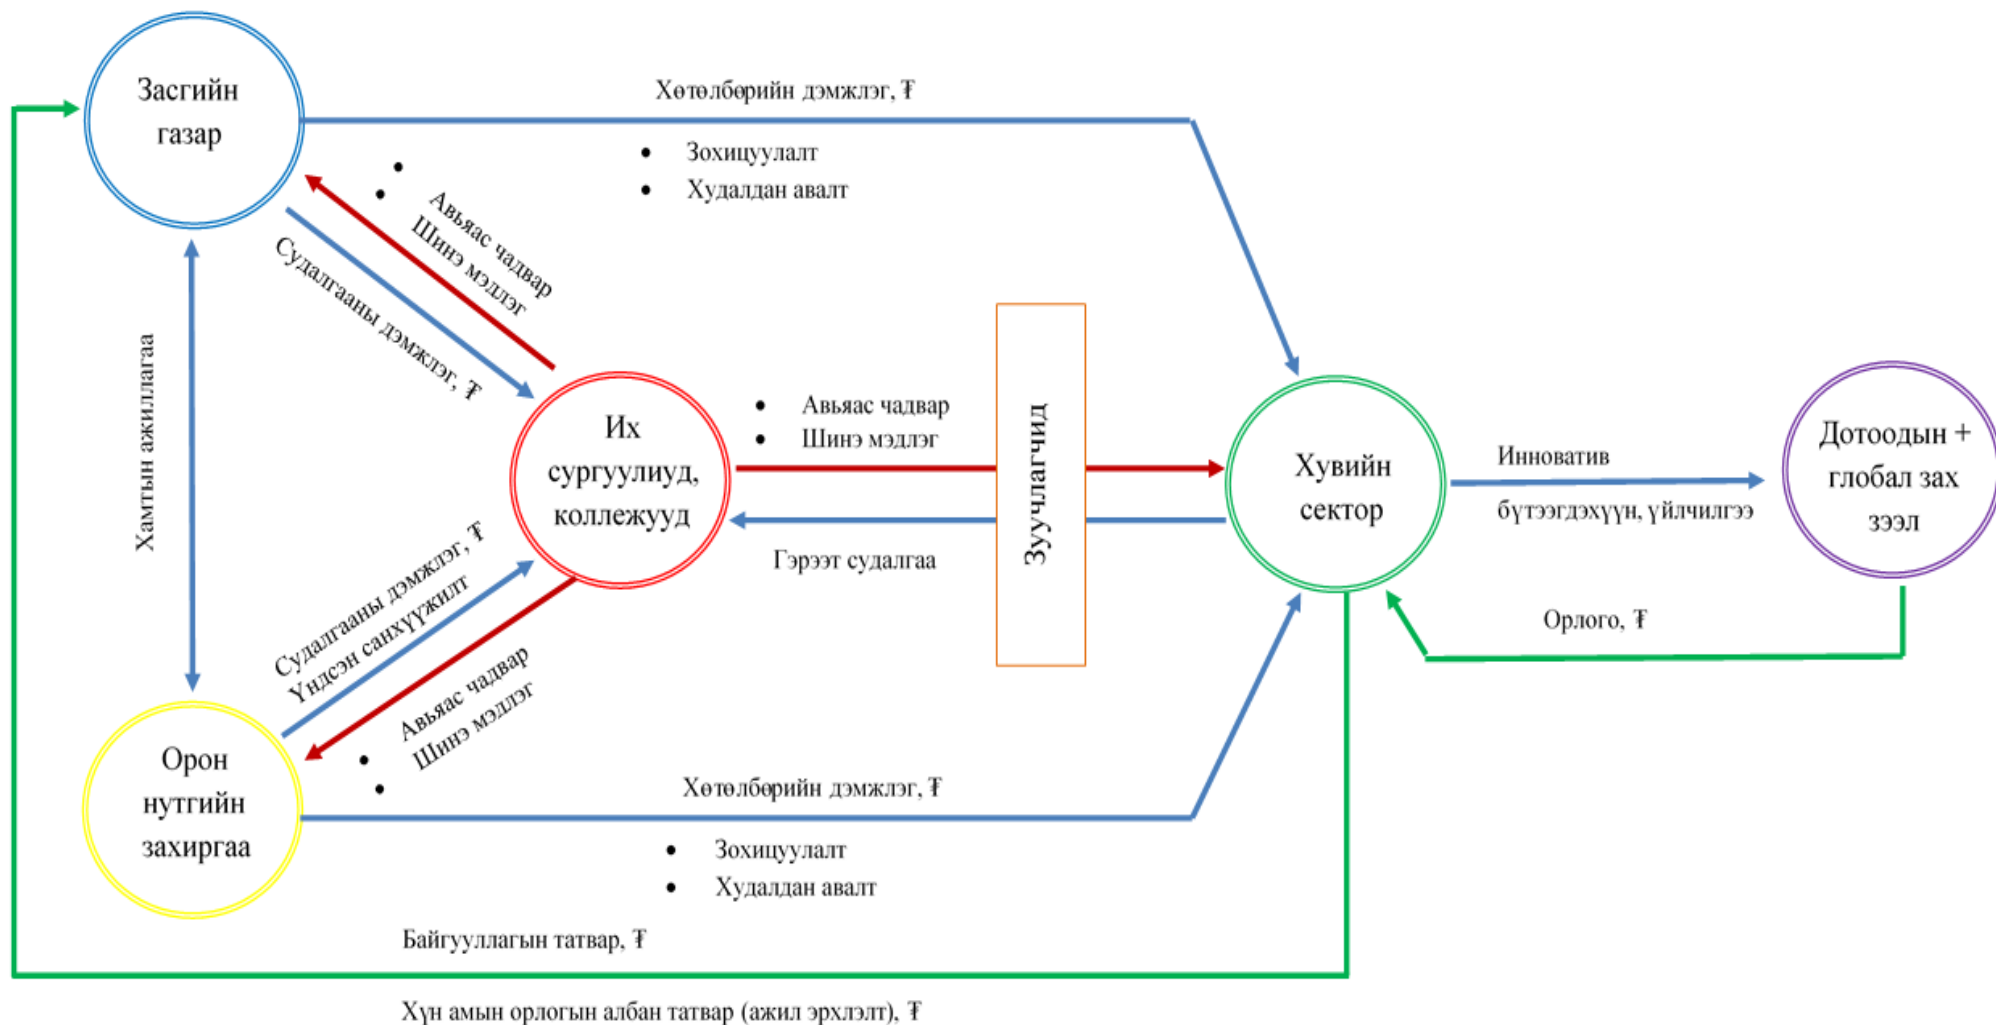 Засгийн
газар
Хөтөлбөрийн дэмжлэг, ₮
• Зохицуулалт
• Худалдан авалт
• Авьяас чадвар
• Шинэ мэдлэг
Судалгааны дэмжлэг, ₮
Хамтын ажиллагаа
Их
сургуулиуд,
коллежууд
• Авьяас чадвар
• Шинэ мэдлэг
Гэрээт судалгаа
Зуучлагчид
Хувийн
сектор
Инноватив
бүтээгдэхүүн, үйлчилгээ
Дотоодын +
глобал зах
зээл
Орлого, ₮
Судалгааны дэмжлэг, ₮
Үндсэн санхүүжилт
• Авьяас чадвар
• Шинэ мэдлэг
Орон
нутгийн
захиргаа
Хөтөлбөрийн дэмжлэг, ₮
• Зохицуулалт
• Худалдан авалт
Байгууллагын татвар, ₮
Хүн амын орлогын албан татвар (ажил эрхлэлт), ₮